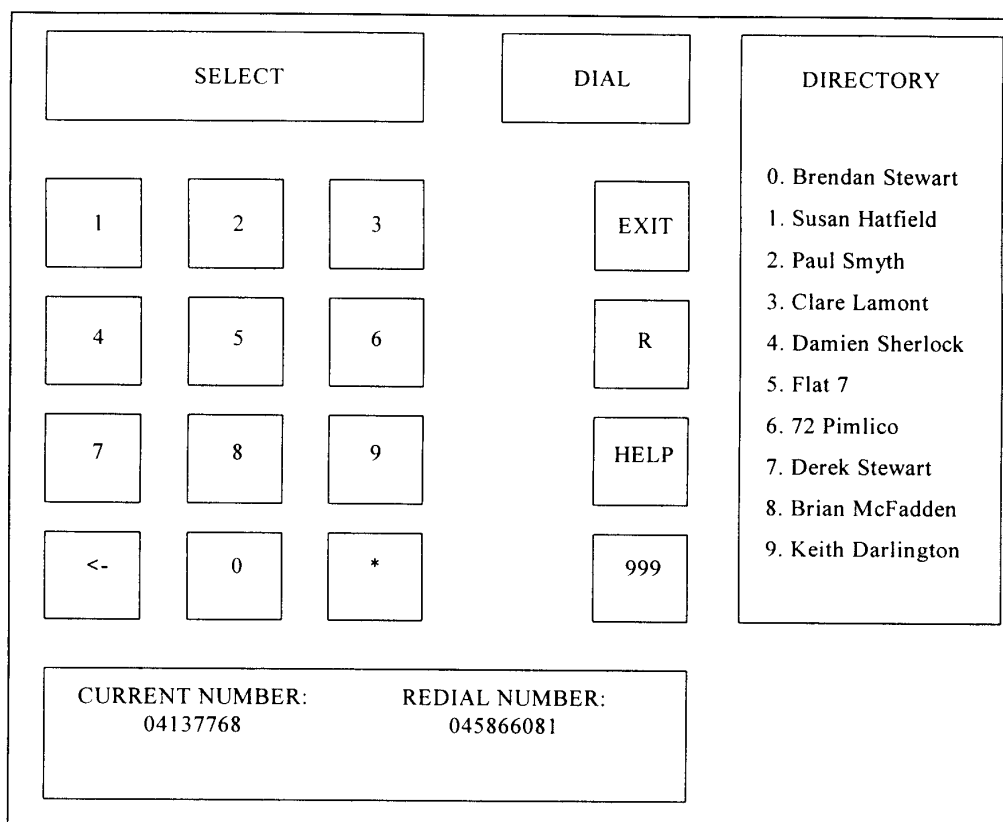 SELECT
DIAL
1
2
3
EXIT
4
5
6
R
7
8
9
HELP
<-
0
*
999
DIRECTORY
0. Brendan Stewart
1. Susan Hatfield
2. Paul Smyth
3. Clare Lamont
4. Damien Sherlock
5. Flat 7
6. 72 Pimlico
7. Derek Stewart
8. Brian McFadden
9. Keith Darlington
CURRENT NUMBER:
04137768
REDIAL NUMBER:
045866081